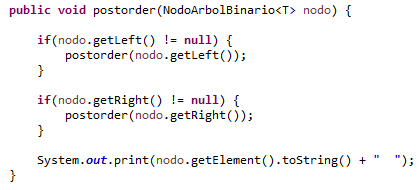 public void postorder(NodoArbolBinario<T> nodo) {
if(nodo.getLeft() != null) {
postorder(nodo.getLeft());
}
if(nodo.getRight() != null) {
postorder(nodo.getRight());
}
System.out.print(nodo.getElement().toString() + "  ");
}